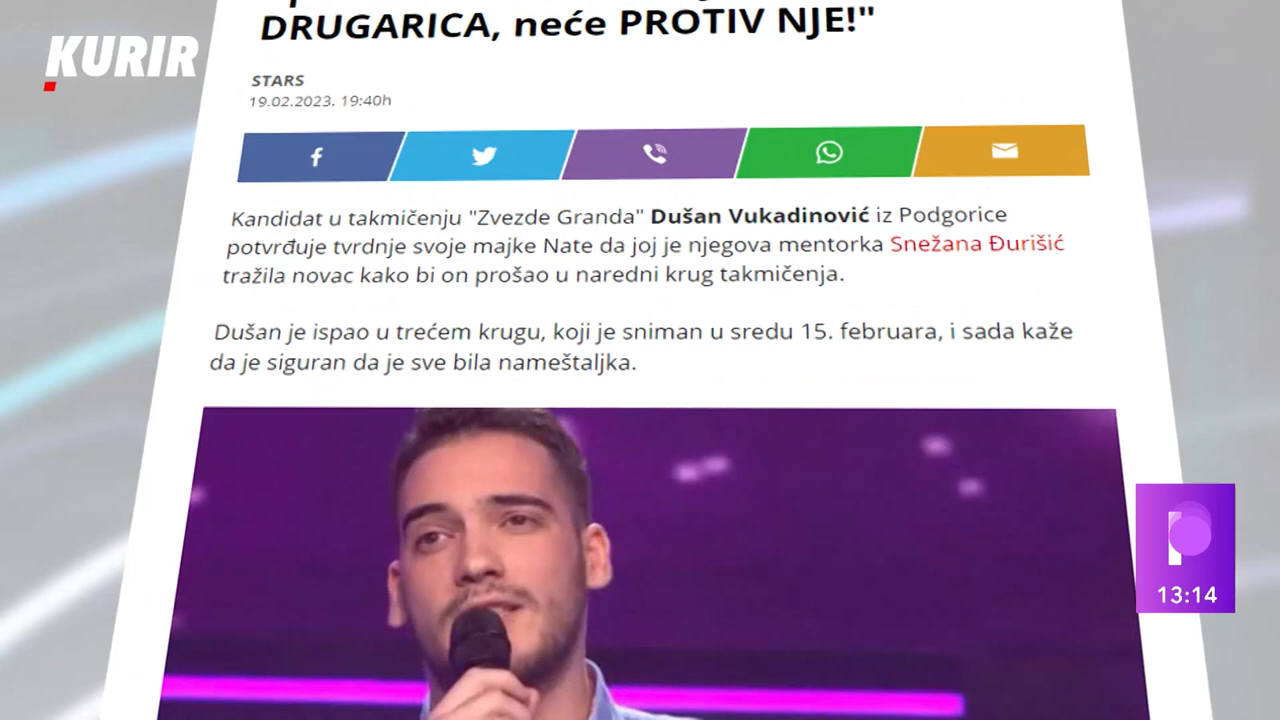 DRUGARICA, neće PROTIV NJE!"
KURIR
STARS
19.02.2023. 19:40h
Kandidat u takmičenju "Zvezde Granda" Dušan Vukadinović iz Podgorice
potvrđuje tvrdnje svoje majke Nate da joj je njegova mentorka Snežana Đurišić
tražila novac kako bi on prošao u naredni krug takmičenja.
Dušan je ispao u trećem krugu, koji je sniman u sredu 15. februara, i sada kaže
da je siguran da je sve bila nameštaljka.
13:14